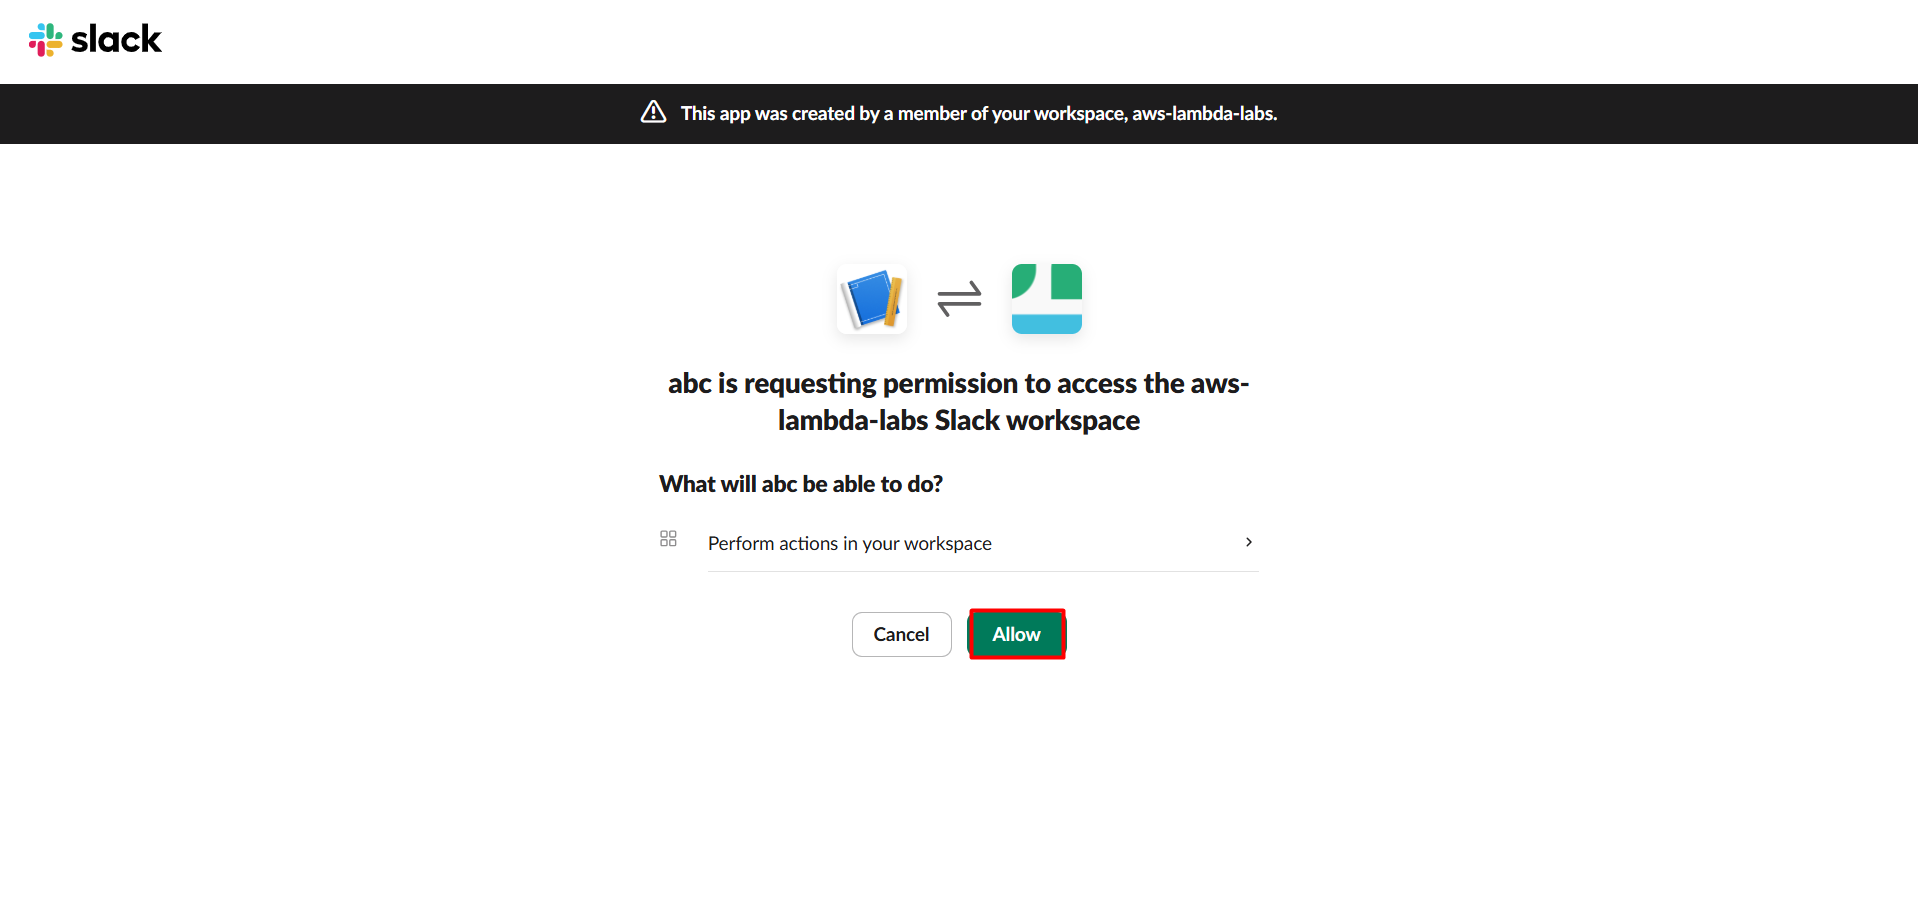 slack
This app was created by a member of your workspace, aws-lambda-labs.
abc is requesting permission to access the aws-
lambda-labs Slack workspace
What will abc be able to do?
Perform actions in your workspace
Cancel
Allow